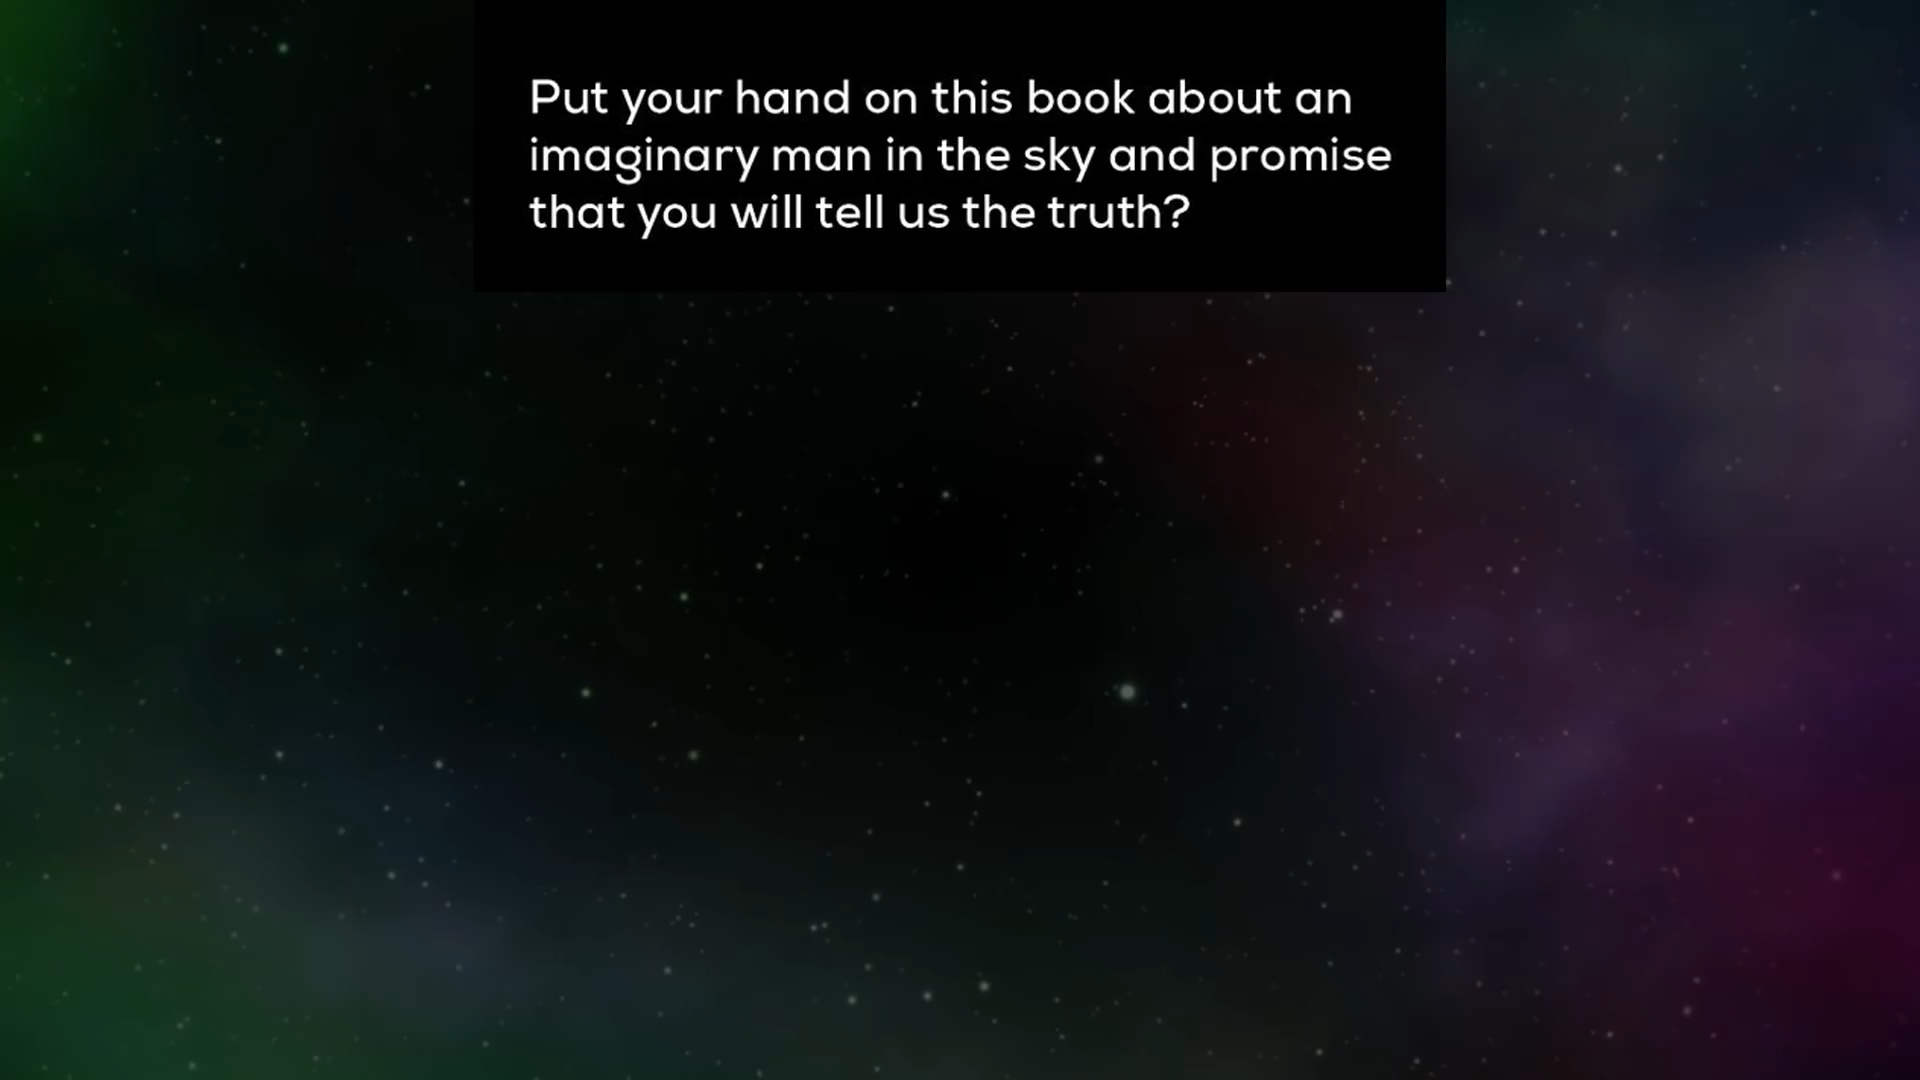 Put your hand on this book about an
imaginary man in the sky and promise
that you will tell us the truth?